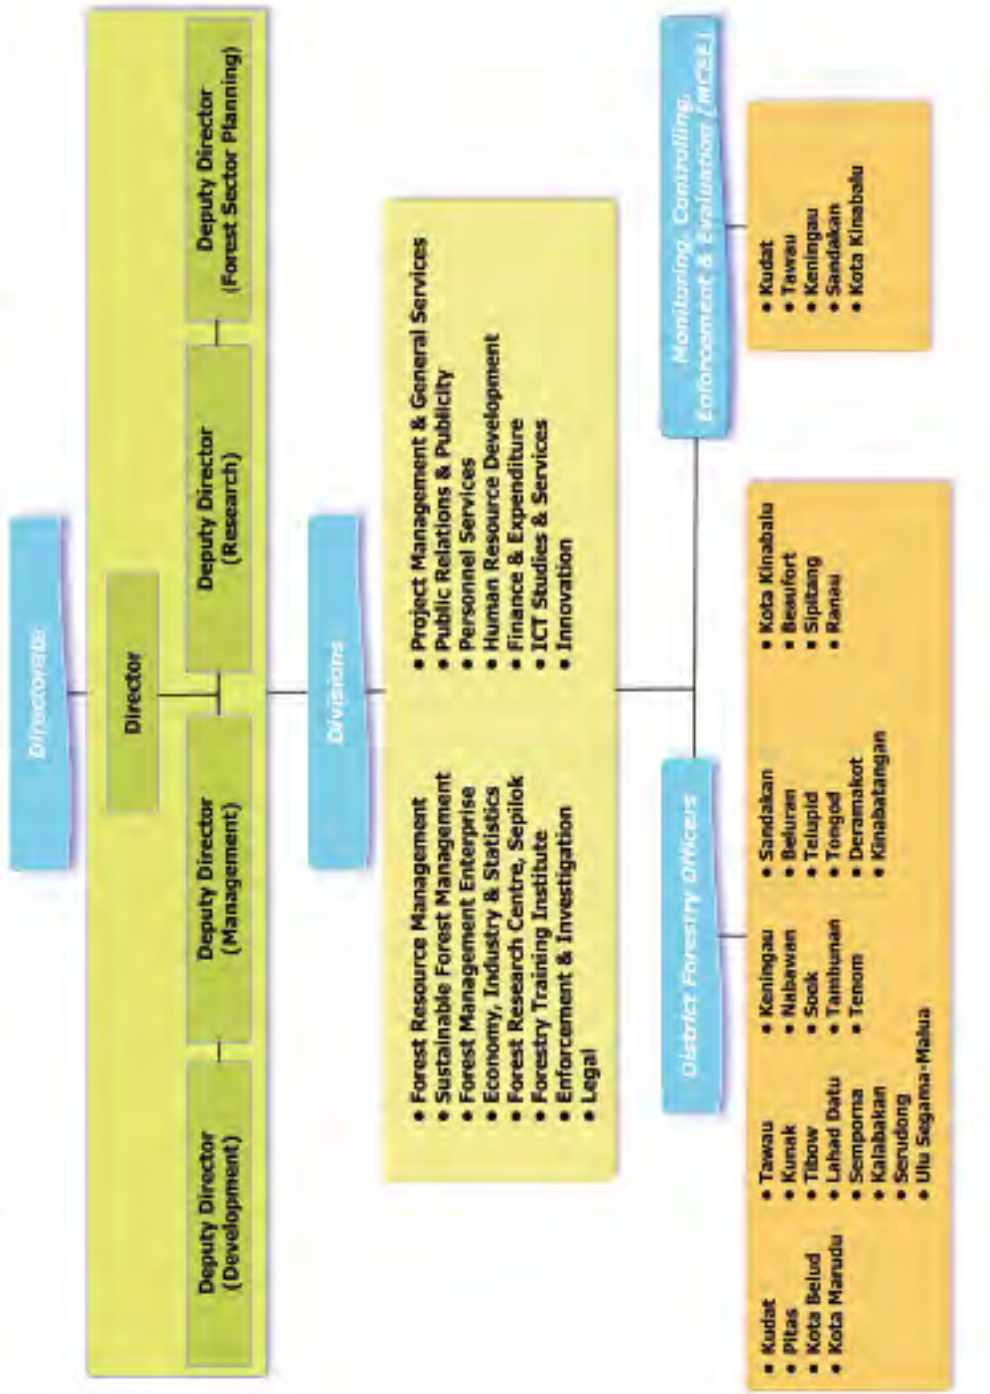 Directorate
Director
Deputy Director
(Development)
Deputy Director
(Management)
Deputy Director
(Research)
Deputy Director
(Forest Sector Planning)
Divisions
• Forest Resource Management
• Sustainable Forest Management
• Forest Management Enterprise
• Economy, Industry & Statistics
• Forest Research Centre, Sepilok
• Forestry Training Institute
• Enforcement & Investigation
• Legal
• Project Management & General Services
• Public Relations & Publicity
• Personnel Services
• Human Resource Development
• Finance & Expenditure
• ICT Studies & Services
• Innovation
District Forestry Officers
• Kudat
• Pitas
• Kota Belud
• Kota Marudu
• Tawau
• Kunak
• Tibow
• Lahad Datu
• Semporna
• Kalabakan
• Serudong
• Ulu Segama-Malua
• Keningau
• Nabawan
• Sook
• Tambunan
• Tenom
• Sandakan
• Beluran
• Telupid
• Tongod
• Deramakot
• Kinabatangan
• Kota Kinabalu
• Beaufort
• Sipitang
• Ranau
Monitoring, Controlling,
Enforcement & Evaluation (MCEE)
• Kudat
• Tawau
• Keningau
• Sandakan
• Kota Kinabalu